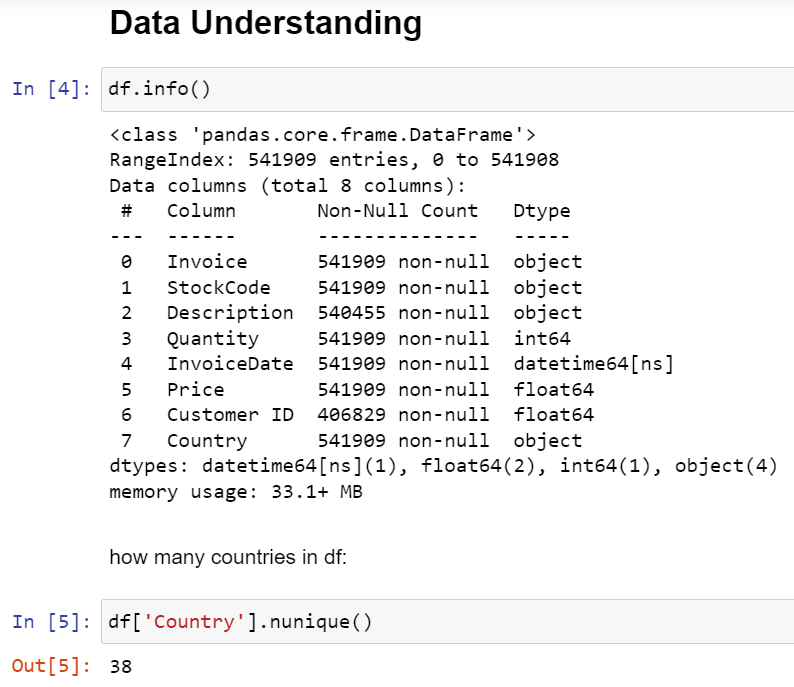 Data Understanding
In [4]: df.info()
<class 'pandas.core.frame.DataFrame'>
RangeIndex: 541909 entries, 0 to 541908
Data columns (total 8 columns):
 #   Column       Non-Null Count   Dtype
---  ------       --------------   -----
 0   Invoice      541909 non-null  object
 1   StockCode    541909 non-null  object
 2   Description  540455 non-null  object
 3   Quantity     541909 non-null  int64
 4   InvoiceDate  541909 non-null  datetime64[ns]
 5   Price        541909 non-null  float64
 6   Customer ID  406829 non-null  float64
 7   Country      541909 non-null  object
dtypes: datetime64[ns](1), float64(2), int64(1), object(4)
memory usage: 33.1+ MB
how many countries in df:
In [5]: df['Country'].nunique()
Out[5]: 38